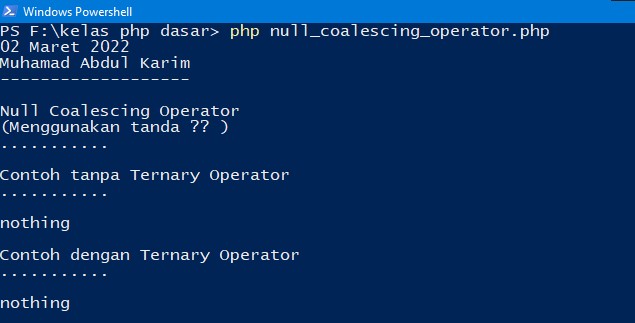 Windows Powershell
PS F:\kelas php dasar> php null_coalescing_operator.php
02 Maret 2022
Muhamad Abdul Karim
-------------------
Null Coalescing Operator
(Menggunakan tanda ?? )
...........
Contoh tanpa Ternary Operator
...........
nothing
Contoh dengan Ternary Operator
...........
nothing